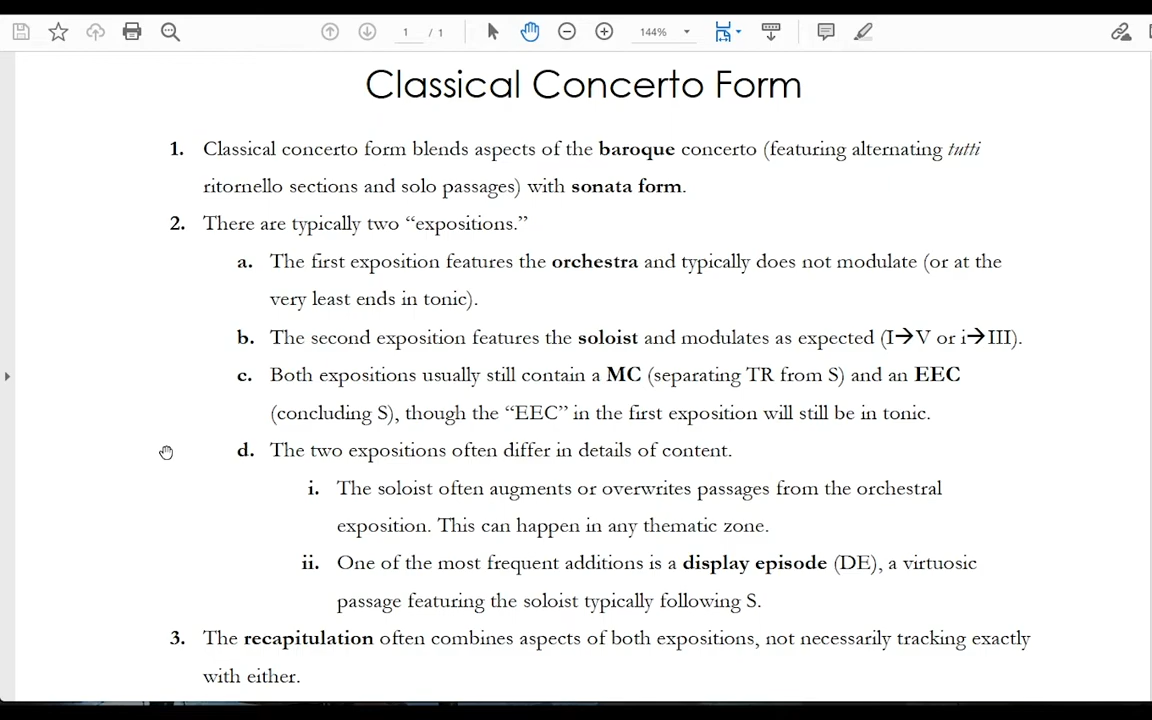 1 / 1 144%
Classical Concerto Form
1. Classical concerto form blends aspects of the baroque concerto (featuring alternating tutti
ritornello sections and solo passages) with sonata form.
2. There are typically two “expositions.”
a. The first exposition features the orchestra and typically does not modulate (or at the
very least ends in tonic).
b. The second exposition features the soloist and modulates as expected (I→V or i→III).
c. Both expositions usually still contain a MC (separating TR from S) and an EEC
(concluding S), though the “EEC” in the first exposition will still be in tonic.
d. The two expositions often differ in details of content.
i. The soloist often augments or overwrites passages from the orchestral
exposition. This can happen in any thematic zone.
ii. One of the most frequent additions is a display episode (DE), a virtuosic
passage featuring the soloist typically following S.
3. The recapitulation often combines aspects of both expositions, not necessarily tracking exactly
with either.